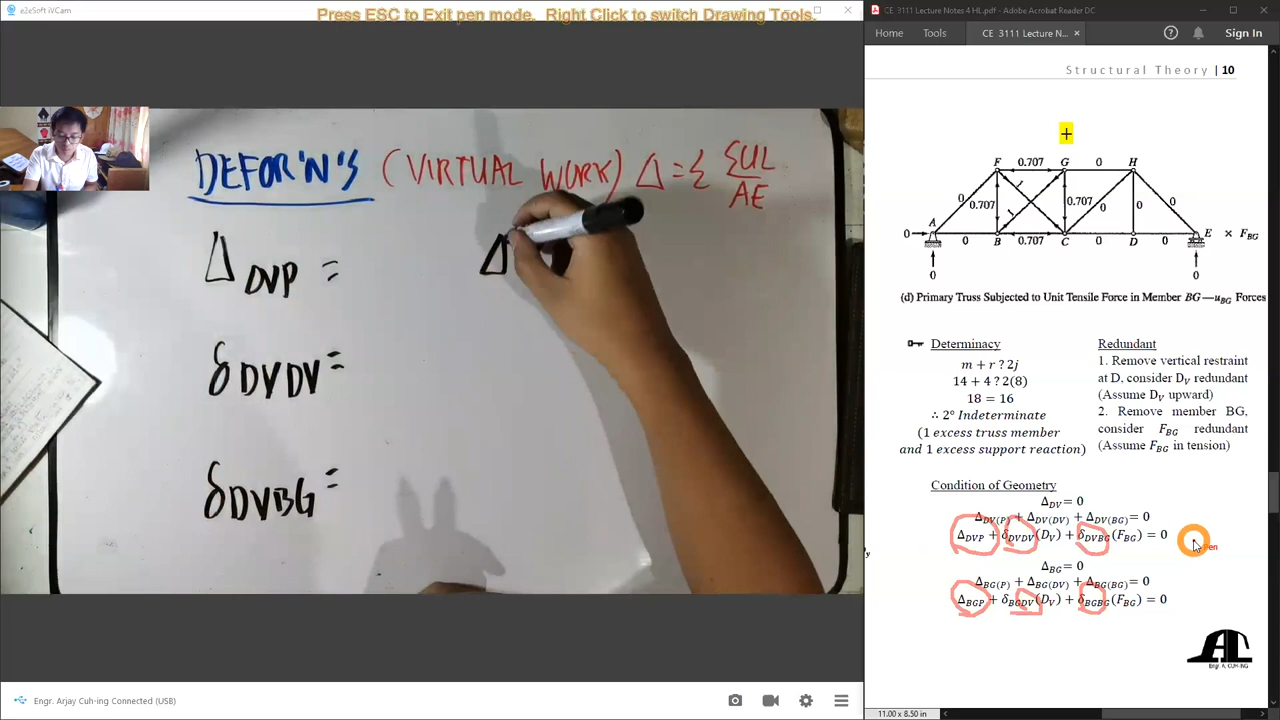 e2eSoft iVCam
Press ESC to Exit pen mode. Right Click to switch Drawing Tools.
DEFOR'N'S (VIRTUAL WORK) Δ = Σ SUL
AE
Δ DVP =
Δ
δ DVDV =
δ DVBG =
Engr. Arjay Cuh-ing Connected (USB)
CE 3111 Lecture Notes 4 HL.pdf - Adobe Acrobat Reader DC
Home Tools CE 3111 Lecture N... × Sign In
Structural Theory | 10
+
F 0.707 G 0 H
0 0.707 1 1 0.707 0 0 0
A
0 0 B 0.707 C 0 D 0 E × F_BG
0 0
(d) Primary Truss Subjected to Unit Tensile Force in Member BG—u_BG Forces
Determinacy
m + r ? 2j
14 + 4 ? 2(8)
18 = 16
∴ 2° Indeterminate
(1 excess truss member
and 1 excess support reaction)
Redundant
1. Remove vertical restraint
at D, consider D_V redundant
(Assume D_V upward)
2. Remove member BG,
consider F_BG redundant
(Assume F_BG in tension)
Condition of Geometry
Δ_DV = 0
Δ_DV(P) + Δ_DV(DV) + Δ_DV(BG) = 0
Δ_DVP + δ_DVDV(D_V) + δ_DVBG(F_BG) = 0
Pen
Δ_BG = 0
Δ_BG(P) + Δ_BG(DV) + Δ_BG(BG) = 0
Δ_BGP + δ_BGDV(D_V) + δ_BGBG(F_BG) = 0
Engr. A. CUH-ING
11.00 x 8.50 in